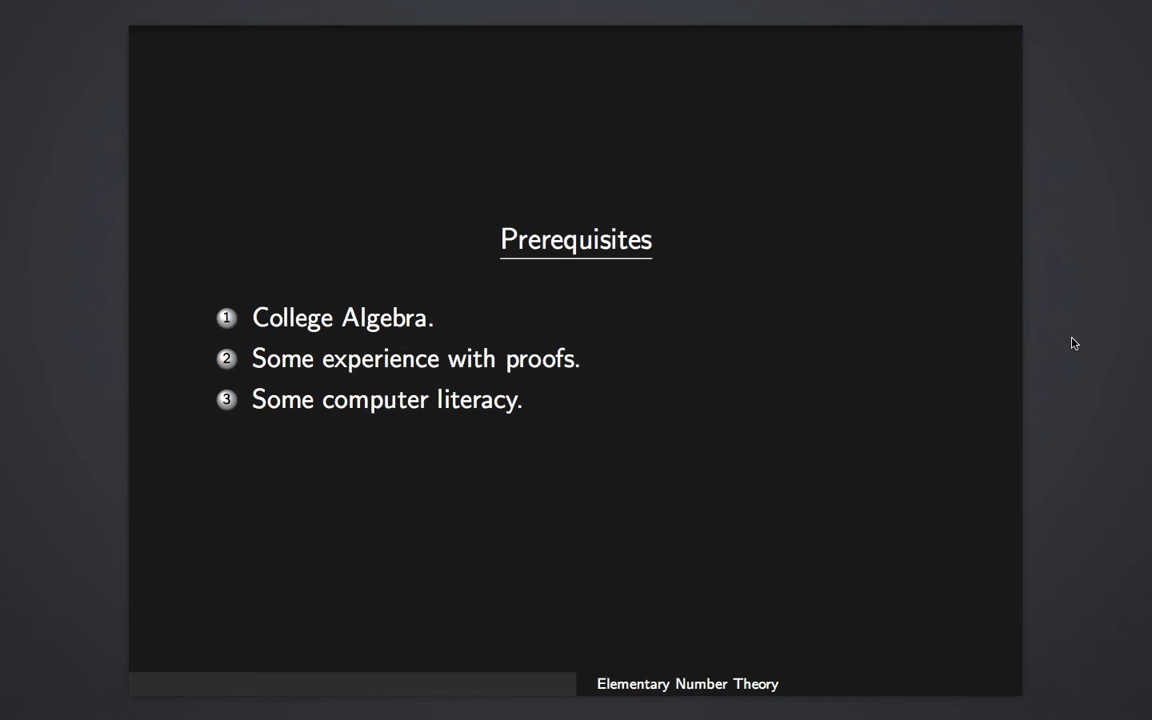 Prerequisites
1 College Algebra.
2 Some experience with proofs.
3 Some computer literacy.
Elementary Number Theory